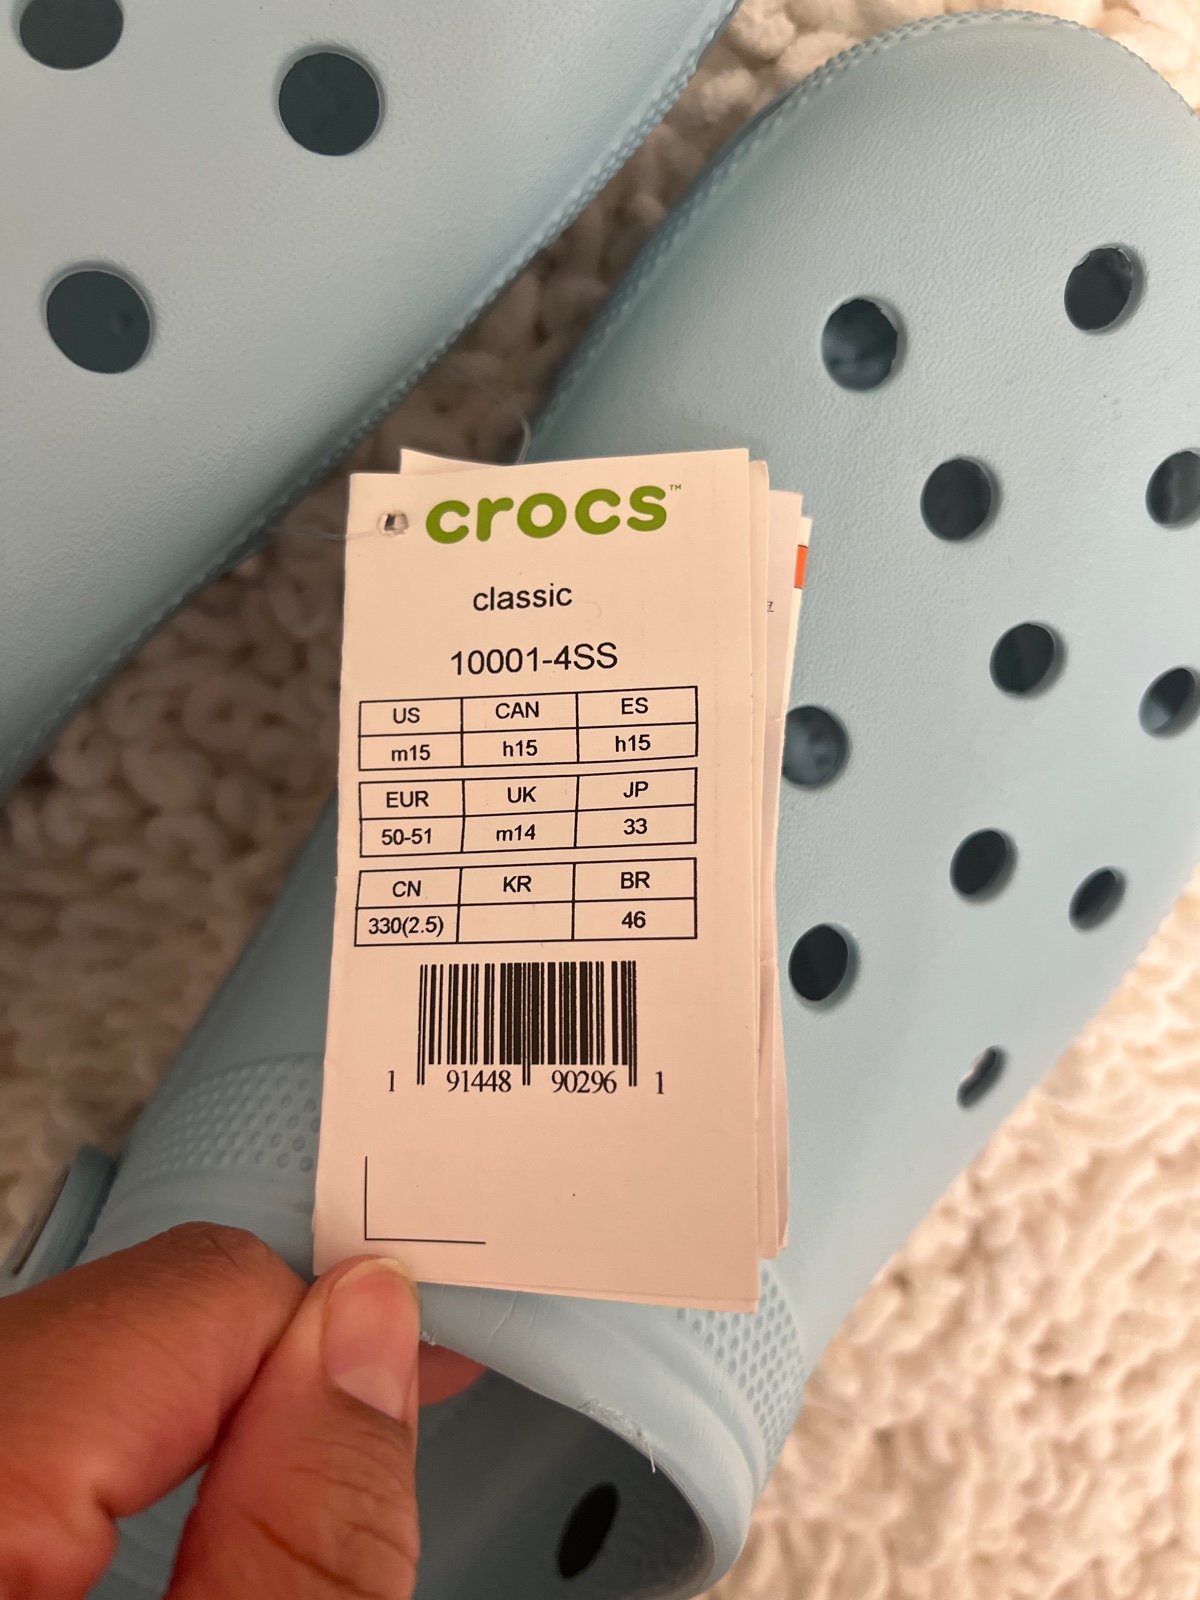 crocs™
classic
10001-4SS
US CAN ES
m15 h15 h15
EUR UK JP
50-51 m14 33
CN KR BR
330(2.5) 46
1 91448 90296 1